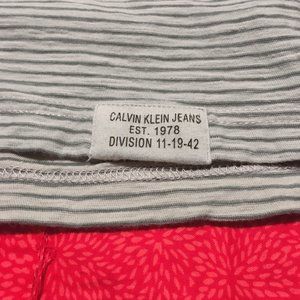 CALVIN KLEIN JEANS
EST. 1978
DIVISION 11-19-42